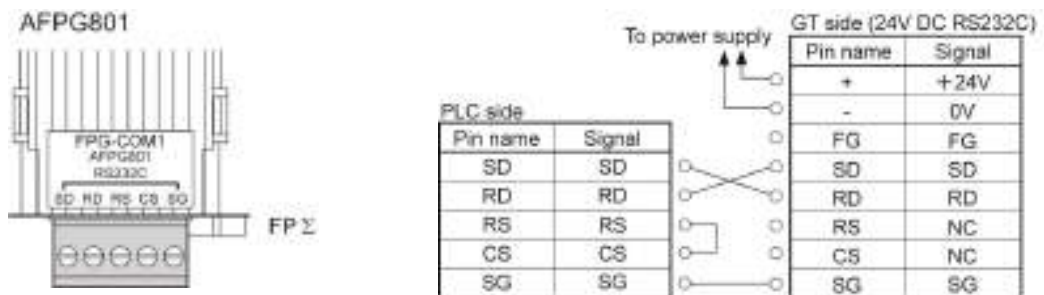 AFPG801
FPG-COM1
AFPG801
RS232C
SD RD RS CS SG
FP Σ
To power supply
GT side (24V DC RS232C)
Pin name Signal
+ +24V
- 0V
FG FG
SD SD
RD RD
RS NC
CS NC
SG SG
PLC side
Pin name Signal
SD SD
RD RD
RS RS
CS CS
SG SG